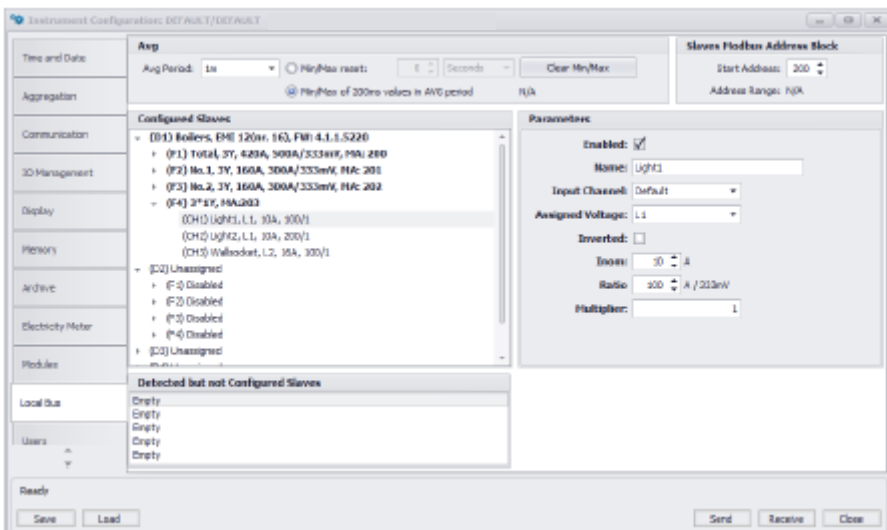 Instrument Configuration: DEFAULT/DEFAULT
Time and Date
Aggregation
Communication
IO Management
Display
Memory
Archive
Electricity Meter
Modules
Local Bus
Users
Avg
Avg Period: 1m
Min/Max reset: 8 Seconds
Clear Min/Max
Min/Max of 200ms values in AVG period
N/A
Slaves Modbus Address Block
Start Address: 200
Address Range: N/A
Configured Slaves
(D1) Boilers, EMI 12(nr. 16), FW: 4.1.1.5220
(F1) Total, 3Y, 420A, 500A/333mV, MA: 200
(F2) No.1, 3Y, 160A, 300A/333mV, MA: 201
(F3) No.2, 3Y, 160A, 300A/333mV, MA: 202
(F4) 3*1Y, MA:203
(CH1) Light1, L1, 10A, 100/1
(CH2) Light2, L1, 10A, 200/1
(CH3) Wallsocket, L2, 16A, 100/1
(D2) Unassigned
(F1) Disabled
(F2) Disabled
(F3) Disabled
(F4) Disabled
(D3) Unassigned
Parameters
Enabled:
Name: Light1
Input Channel: Default
Assigned Voltage: L1
Inverted:
Inom: 10 A
Ratio 100 A / 333mV
Multiplier: 1
Detected but not Configured Slaves
Empty
Empty
Empty
Empty
Empty
Ready
Save
Load
Send
Receive
Close